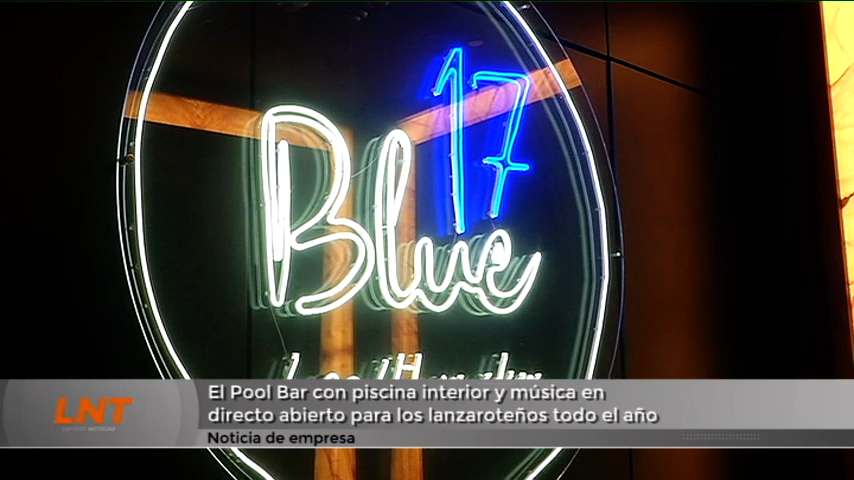 17
Blue
LNT
El Pool Bar con piscina interior y música en
directo abierto para los lanzaroteños todo el año
Noticia de empresa